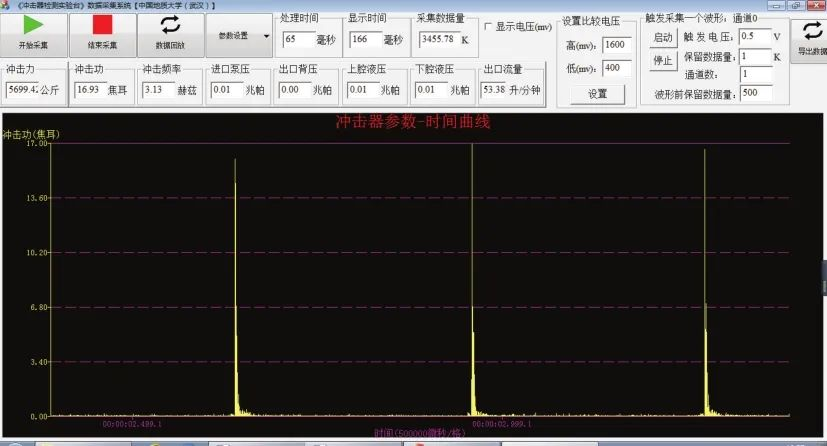 《冲击器检测实验台》数据采集系统【中国地质大学（武汉）】
开始采集
结束采集
数据回放
参数设置
处理时间
65 毫秒
显示时间
166 毫秒
采集数据量
3455.78 K
显示电压(mv)
设置比较电压
高(mv): 1600
低(mv): 400
设置
触发采集一个波形: 通道0
启动
停止
触发电压: 0.5 V
保留数据量: 1 K
通道数: 1
波形前保留数据量: 500
导出数据
冲击力
5699.42 公斤
冲击功
16.93 焦耳
冲击频率
3.13 赫兹
进口泵压
0.01 兆帕
出口背压
0.00 兆帕
上腔液压
0.01 兆帕
下腔液压
0.01 兆帕
出口流量
53.38 升/分钟
冲击器参数-时间曲线
冲击功(焦耳)
17.00
13.60
10.20
6.80
3.40
0.00
00:00:02.499.1
00:00:02.999.1
时间(500000微秒/格)